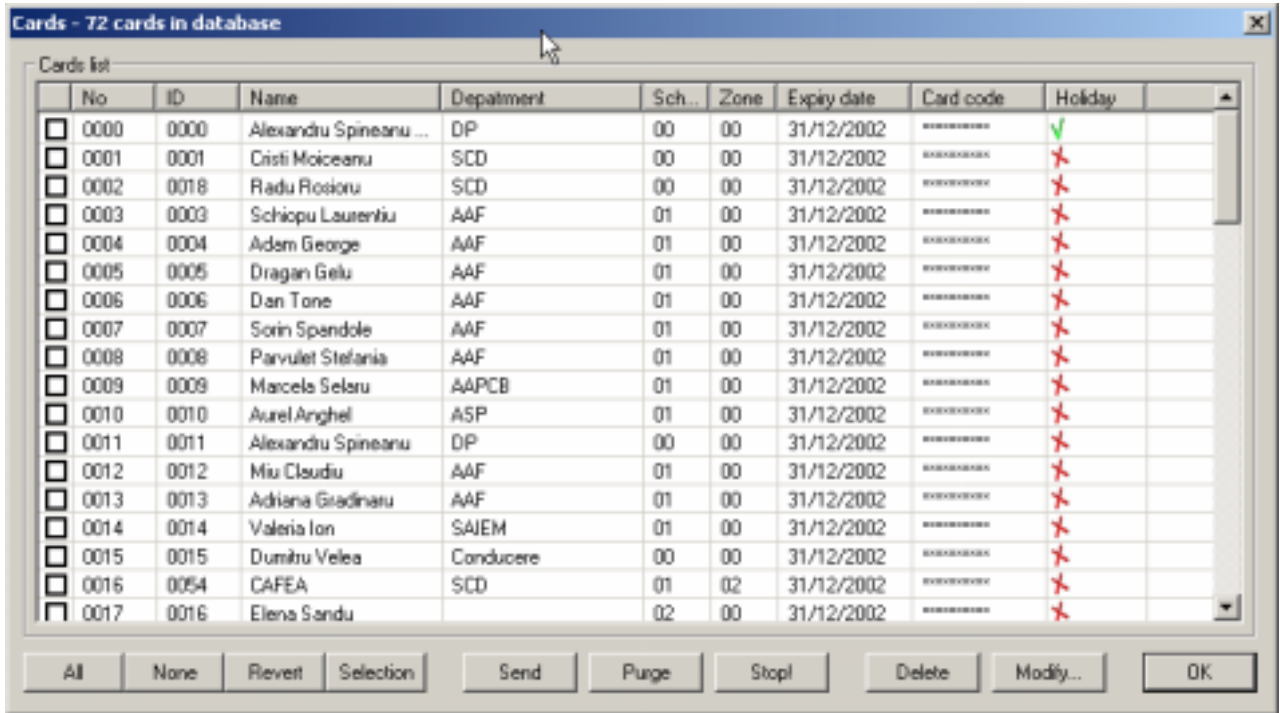 Cards - 72 cards in database
Cards list
No ID Name Depatment Sch... Zone Expiry date Card code Holiday
0000 0000 Alexandru Spineanu ... DP 00 00 31/12/2002 **********
0001 0001 Cristi Moiceanu SCD 00 00 31/12/2002 **********
0002 0018 Radu Rosioru SCD 00 00 31/12/2002 **********
0003 0003 Schiopu Laurentiu AAF 01 00 31/12/2002 **********
0004 0004 Adam George AAF 01 00 31/12/2002 **********
0005 0005 Dragan Gelu AAF 01 00 31/12/2002 **********
0006 0006 Dan Tone AAF 01 00 31/12/2002 **********
0007 0007 Sorin Spandole AAF 01 00 31/12/2002 **********
0008 0008 Parvulet Stefania AAF 01 00 31/12/2002 **********
0009 0009 Marcela Selaru AAPCB 01 00 31/12/2002 **********
0010 0010 Aurel Anghel ASP 01 00 31/12/2002 **********
0011 0011 Alexandru Spineanu DP 00 00 31/12/2002 **********
0012 0012 Miu Claudiu AAF 01 00 31/12/2002 **********
0013 0013 Adriana Gradinaru AAF 01 00 31/12/2002 **********
0014 0014 Valeria Ion SAIEM 01 00 31/12/2002 **********
0015 0015 Dumitru Velea Conducere 00 00 31/12/2002 **********
0016 0054 CAFEA SCD 01 02 31/12/2002 **********
0017 0016 Elena Sandu 02 00 31/12/2002 **********
All None Revert Selection Send Purge Stop! Delete Modify... OK